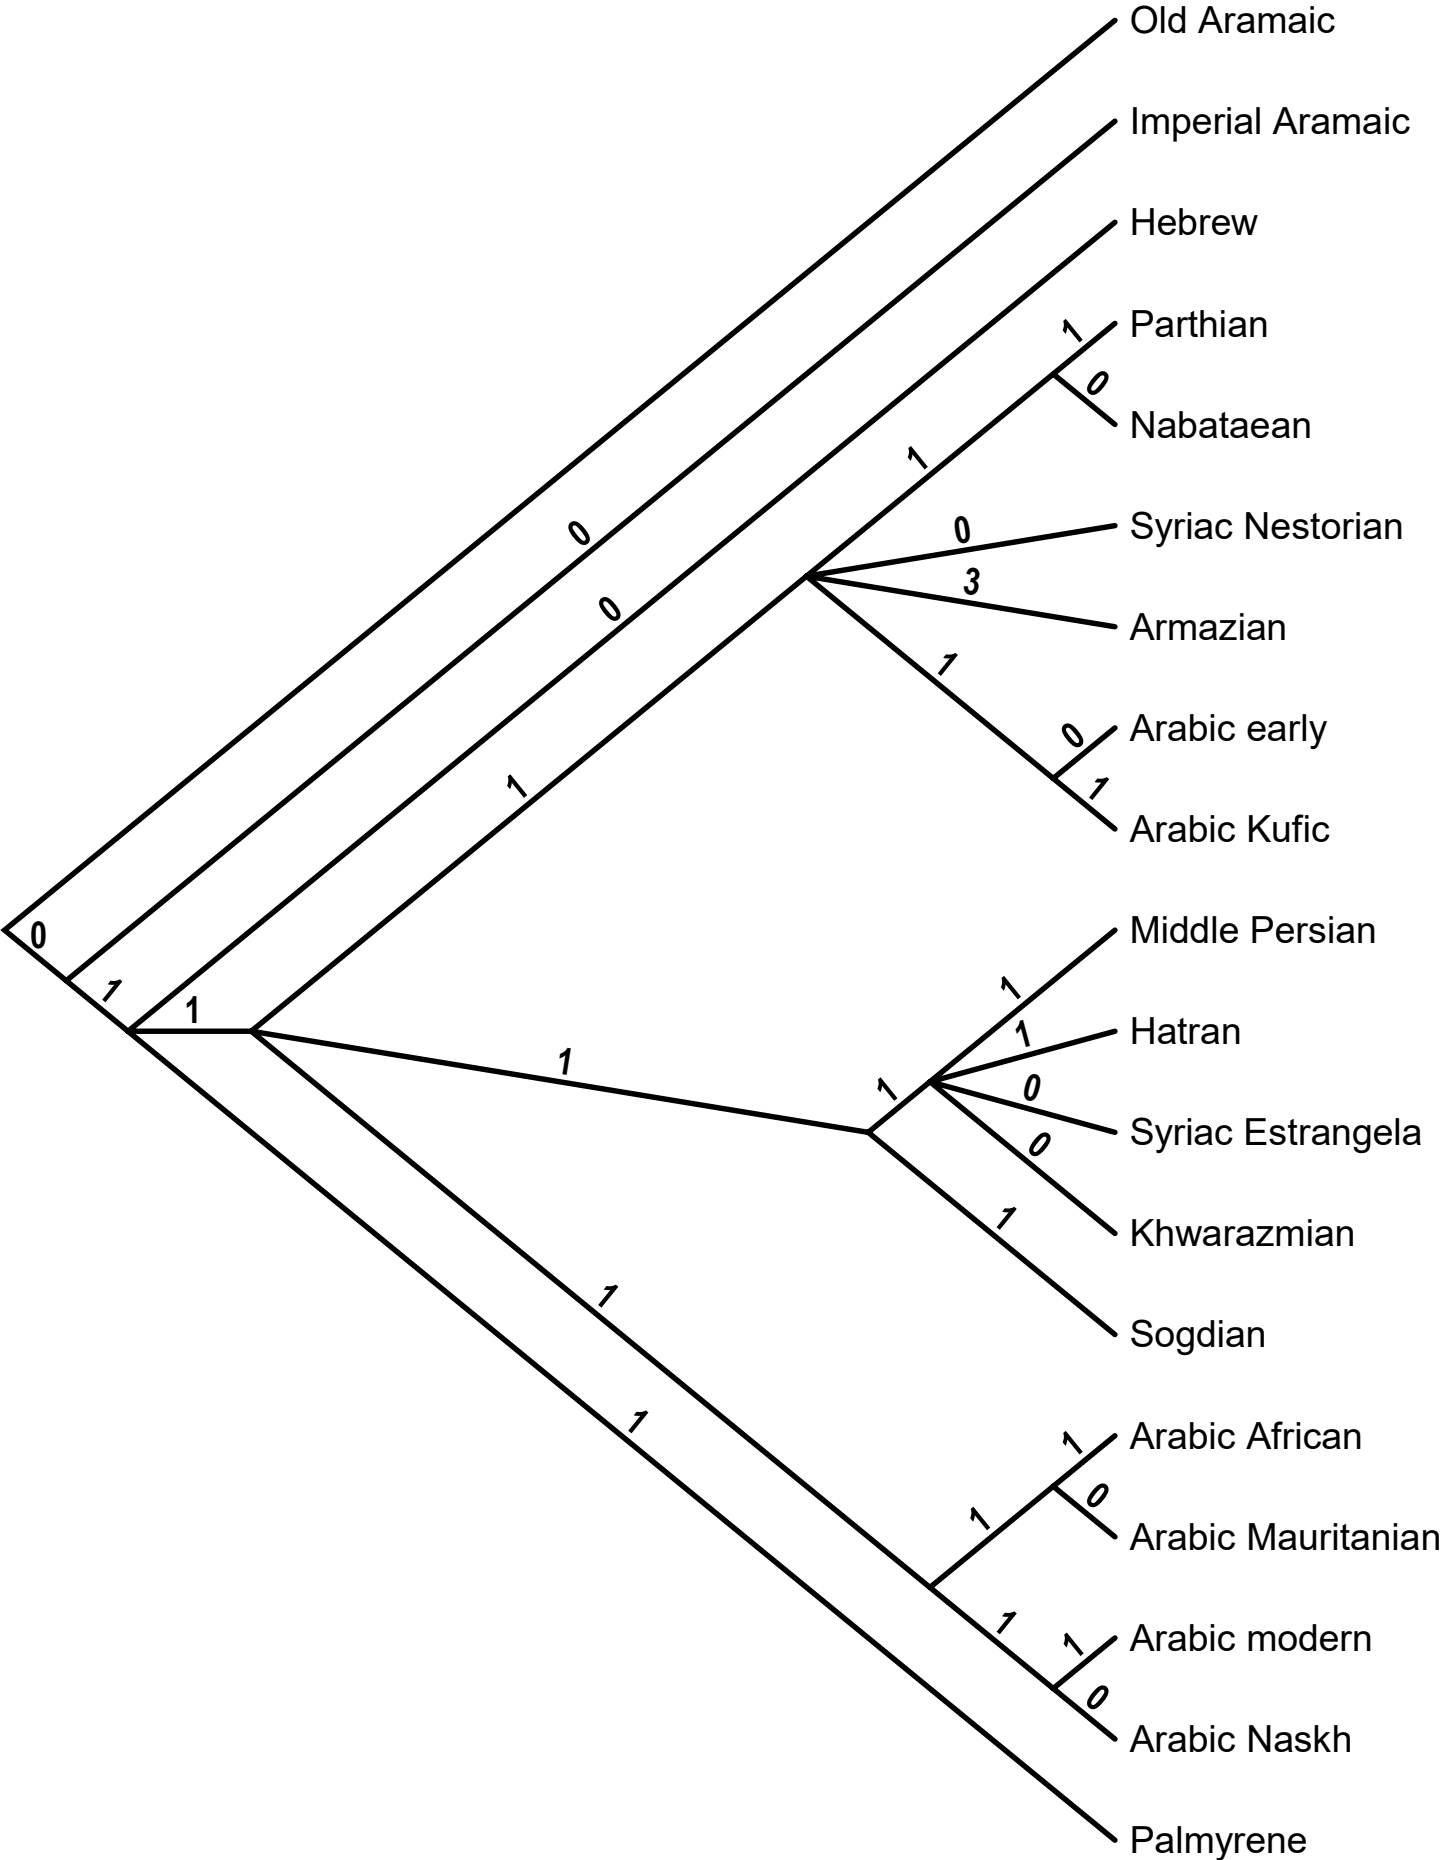 Old Aramaic
Imperial Aramaic
Hebrew
1 Parthian
0
Nabataean
1
0 Syriac Nestorian
0
3
0
Armazian
1
0 Arabic early
1
1
Arabic Kufic
0
Middle Persian
1
1
1
1 Hatran
1
1
0
Syriac Estrangela
0
Khwarazmian
1
1
Sogdian
1
1 Arabic African
0
1
Arabic Mauritanian
1
1 Arabic modern
0
Arabic Naskh
Palmyrene